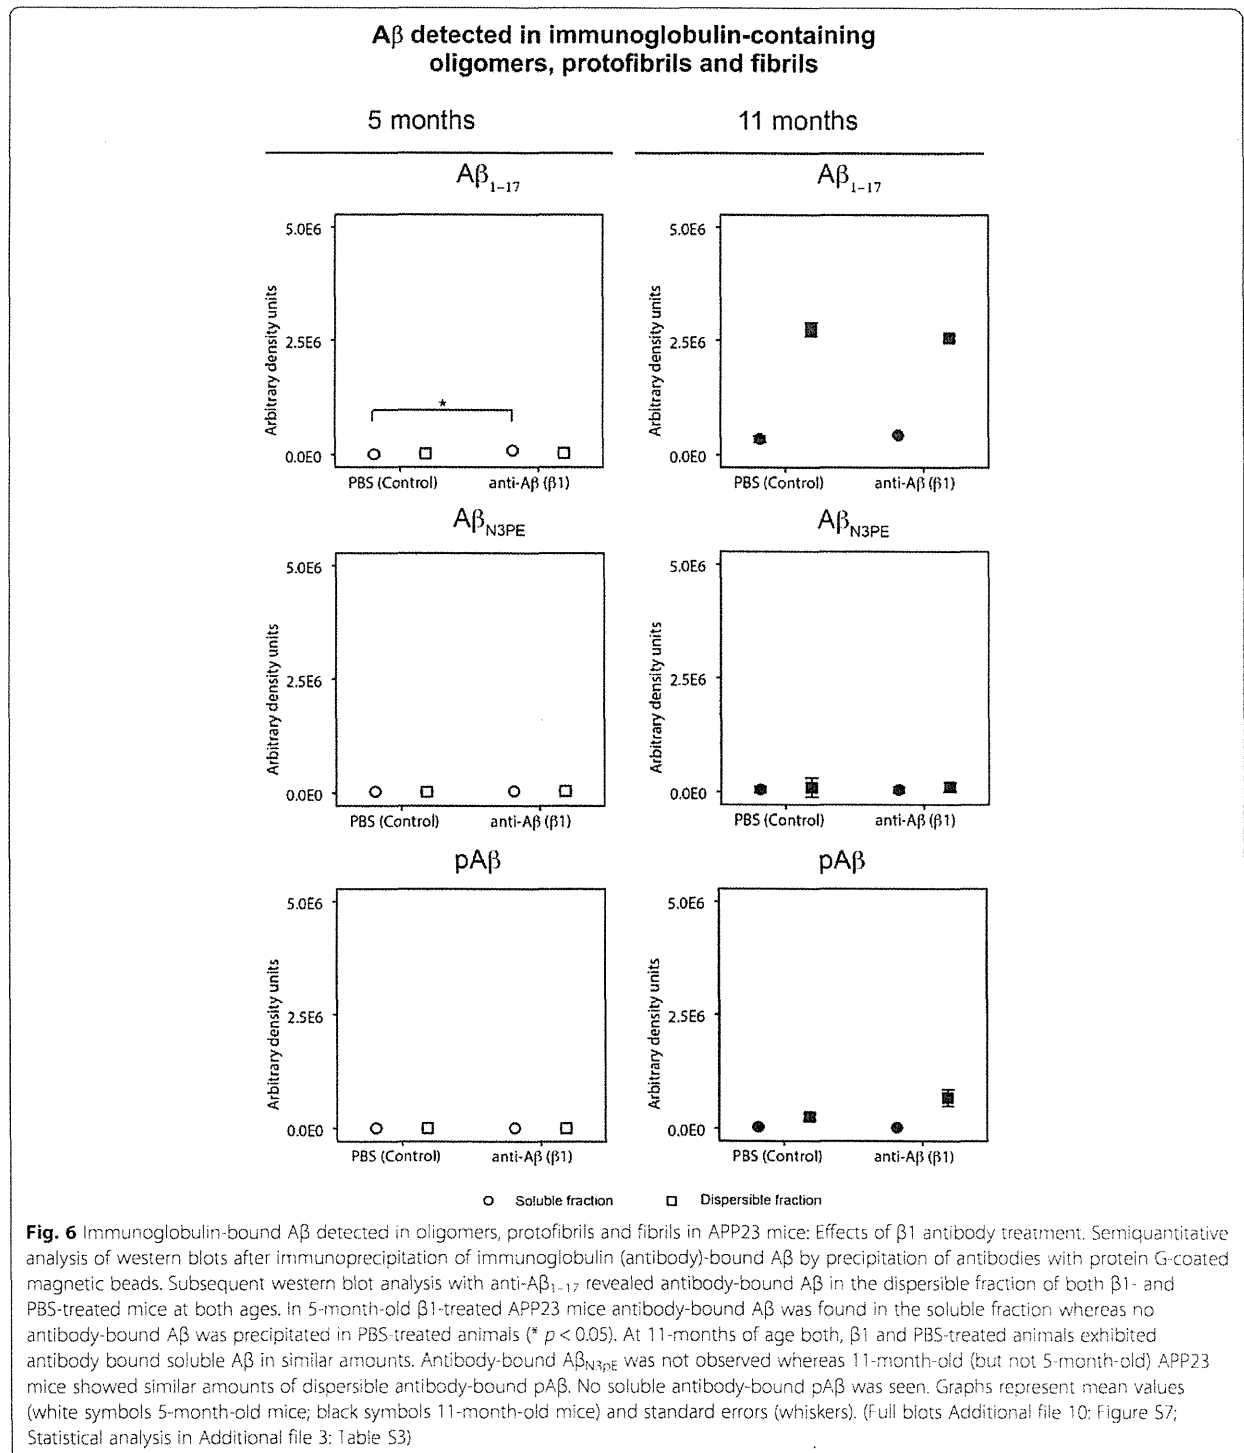 Aβ detected in immunoglobulin-containing
oligomers, protofibrils and fibrils
5 months
11 months
Aβ1–17
Aβ1–17
Arbitrary density units
5.0E6
2.5E6
0.0E0
*
PBS (Control)
anti-Aβ (β1)
Arbitrary density units
5.0E6
2.5E6
0.0E0
PBS (Control)
anti-Aβ (β1)
AβN3PE
AβN3PE
Arbitrary density units
5.0E6
2.5E6
0.0E0
PBS (Control)
anti-Aβ (β1)
Arbitrary density units
5.0E6
2.5E6
0.0E0
PBS (Control)
anti-Aβ (β1)
pAβ
pAβ
Arbitrary density units
5.0E6
2.5E6
0.0E0
PBS (Control)
anti-Aβ (β1)
Arbitrary density units
5.0E6
2.5E6
0.0E0
PBS (Control)
anti-Aβ (β1)
Soluble fraction
Dispersible fraction
Fig. 6 Immunoglobulin-bound Aβ detected in oligomers, protofibrils and fibrils in APP23 mice: Effects of β1 antibody treatment. Semiquantitative
analysis of western blots after immunoprecipitation of immunoglobulin (antibody)-bound Aβ by precipitation of antibodies with protein G-coated
magnetic beads. Subsequent western blot analysis with anti-Aβ1–17 revealed antibody-bound Aβ in the dispersible fraction of both β1- and
PBS-treated mice at both ages. In 5-month-old β1-treated APP23 mice antibody-bound Aβ was found in the soluble fraction whereas no
antibody-bound Aβ was precipitated in PBS-treated animals (* p < 0.05). At 11-months of age both, β1 and PBS-treated animals exhibited
antibody bound soluble Aβ in similar amounts. Antibody-bound AβN3pE was not observed whereas 11-month-old (but not 5-month-old) APP23
mice showed similar amounts of dispersible antibody-bound pAβ. No soluble antibody-bound pAβ was seen. Graphs represent mean values
(white symbols 5-month-old mice; black symbols 11-month-old mice) and standard errors (whiskers). (Full blots Additional file 10: Figure S7;
Statistical analysis in Additional file 3: Table S3)